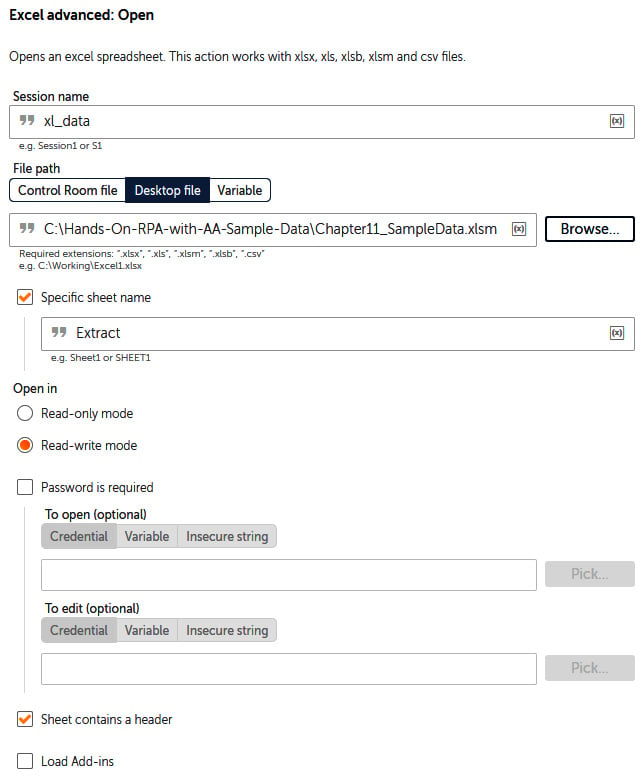 Excel advanced: Open
Opens an excel spreadsheet. This action works with xlsx, xls, xlsb, xlsm and csv files.
Session name
xl_data
(x)
e.g. Session1 or S1
File path
Control Room file Desktop file Variable
C:\Hands-On-RPA-with-AA-Sample-Data\Chapter11_SampleData.xlsm (x) Browse...
Required extensions: ".xlsx", ".xls", ".xlsm", ".xlsb", ".csv"
e.g. C:\Working\Excel1.xlsx
Specific sheet name
Extract (x)
e.g. Sheet1 or SHEET1
Open in
Read-only mode
Read-write mode
Password is required
To open (optional)
Credential Variable Insecure string
Pick...
To edit (optional)
Credential Variable Insecure string
Pick...
Sheet contains a header
Load Add-ins